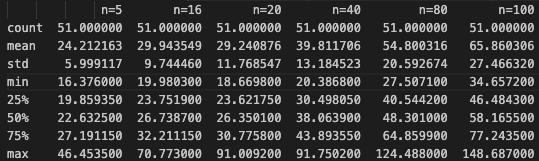 n=5 n=16 n=20 n=40 n=80 n=100
count 51.000000 51.000000 51.000000 51.000000 51.000000 51.000000
mean 24.212163 29.943549 29.240876 39.811706 54.800316 65.860306
std 5.999117 9.744460 11.768547 13.184523 20.592674 27.466320
min 16.376000 19.980300 18.669800 20.386800 27.507100 34.657200
25% 19.859350 23.751900 23.621750 30.498050 40.544200 46.484300
50% 22.632500 26.738700 26.350100 38.063900 48.301000 58.165500
75% 27.191150 32.211150 30.775800 43.893550 64.859900 77.243500
max 46.453500 70.773000 91.009200 91.750200 124.488000 148.687000